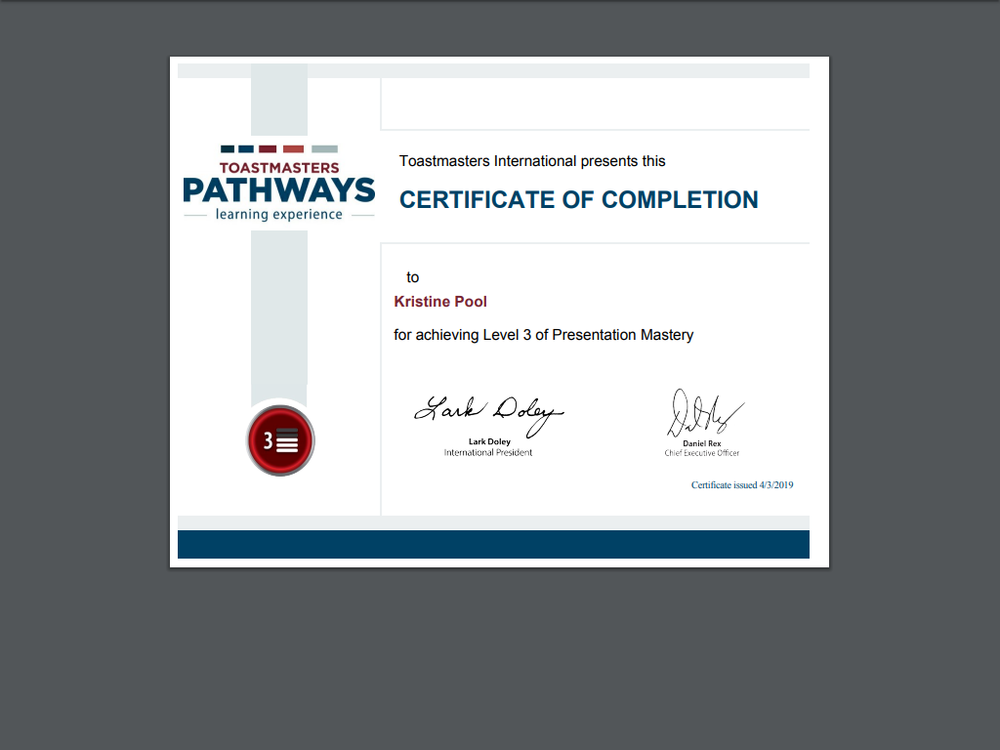 TOASTMASTERS
PATHWAYS
learning experience
Toastmasters International presents this
CERTIFICATE OF COMPLETION
to
Kristine Pool
for achieving Level 3 of Presentation Mastery
3
Lark Doley
Lark Doley
International President
Daniel Rex
Chief Executive Officer
Certificate issued 4/3/2019